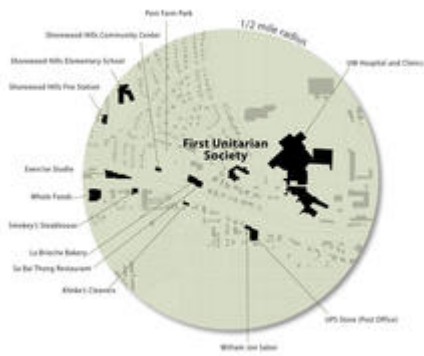 Post Farm Park
Shorewood Hills Community Center
1/2 mile radius
Shorewood Hills Elementary School
UW Hospital and Clinics
Shorewood Hills Fire Station
First Unitarian
Society
Exercise Studio
Whole Foods
Smokey's Steakhouse
La Brioche Bakery
Sa Bai Thong Restaurant
Klinke's Cleaners
UPS Store (Post Office)
William Jon Salon